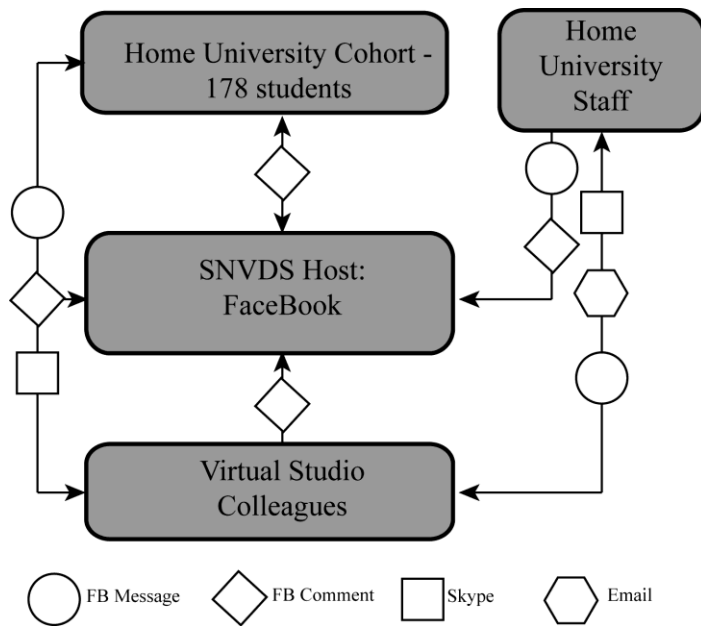 Home University Cohort -
178 students
Home
University
Staff
SNVDS Host:
FaceBook
Virtual Studio
Colleagues
FB Message
FB Comment
Skype
Email